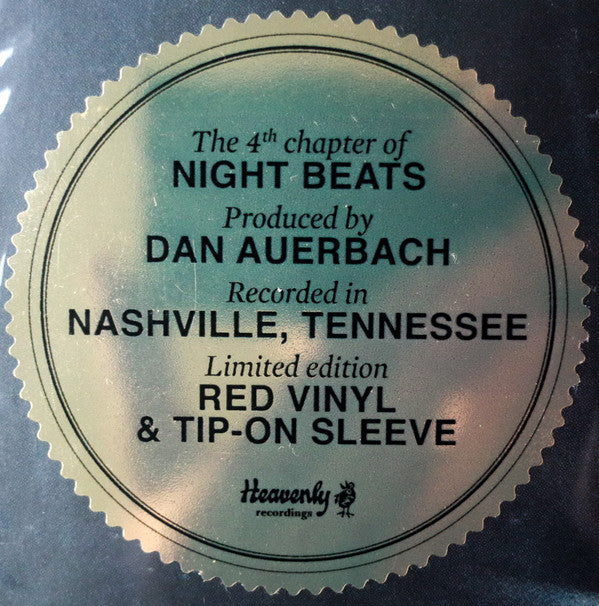 The 4th chapter of
NIGHT BEATS
Produced by
DAN AUERBACH
Recorded in
NASHVILLE, TENNESSEE
Limited edition
RED VINYL
& TIP-ON SLEEVE
Heavenly
recordings